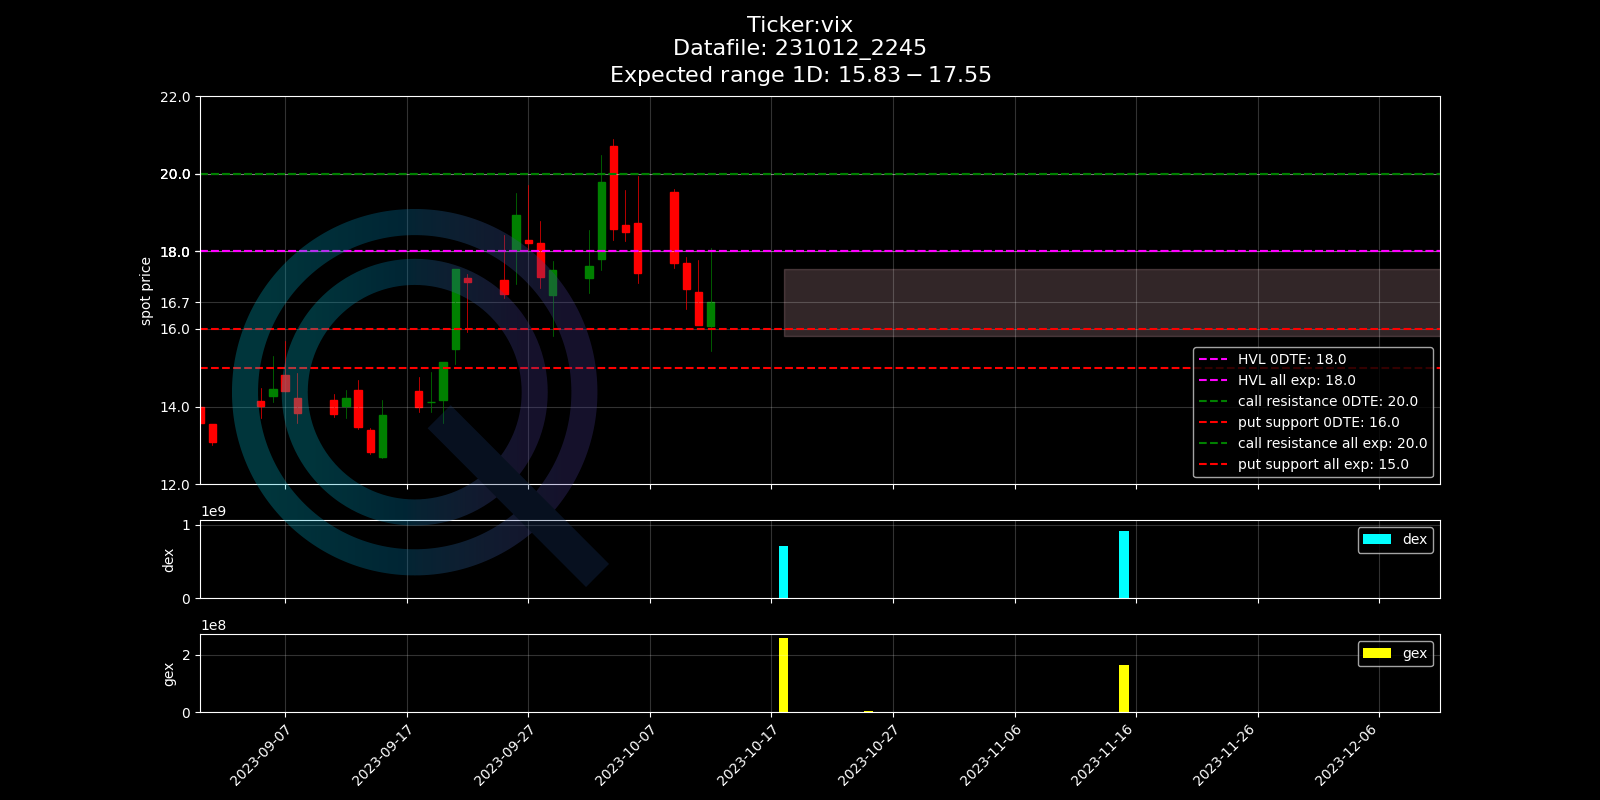 Ticker:vix
Datafile: 231012_2245
Expected range 1D: 15.83 − 17.55
spot price
22.0
20.0
18.0
16.7
16.0
14.0
12.0
HVL 0DTE: 18.0
HVL all exp: 18.0
call resistance 0DTE: 20.0
put support 0DTE: 16.0
call resistance all exp: 20.0
put support all exp: 15.0
1e9
dex
1
0
dex
1e8
gex
2
0
gex
2023-09-07
2023-09-17
2023-09-27
2023-10-07
2023-10-17
2023-10-27
2023-11-06
2023-11-16
2023-11-26
2023-12-06